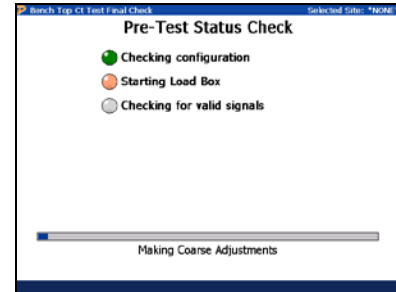 Bench Top Ct Test Final Check Selected Site: *NONE
Pre-Test Status Check
Checking configuration
Starting Load Box
Checking for valid signals
Making Coarse Adjustments